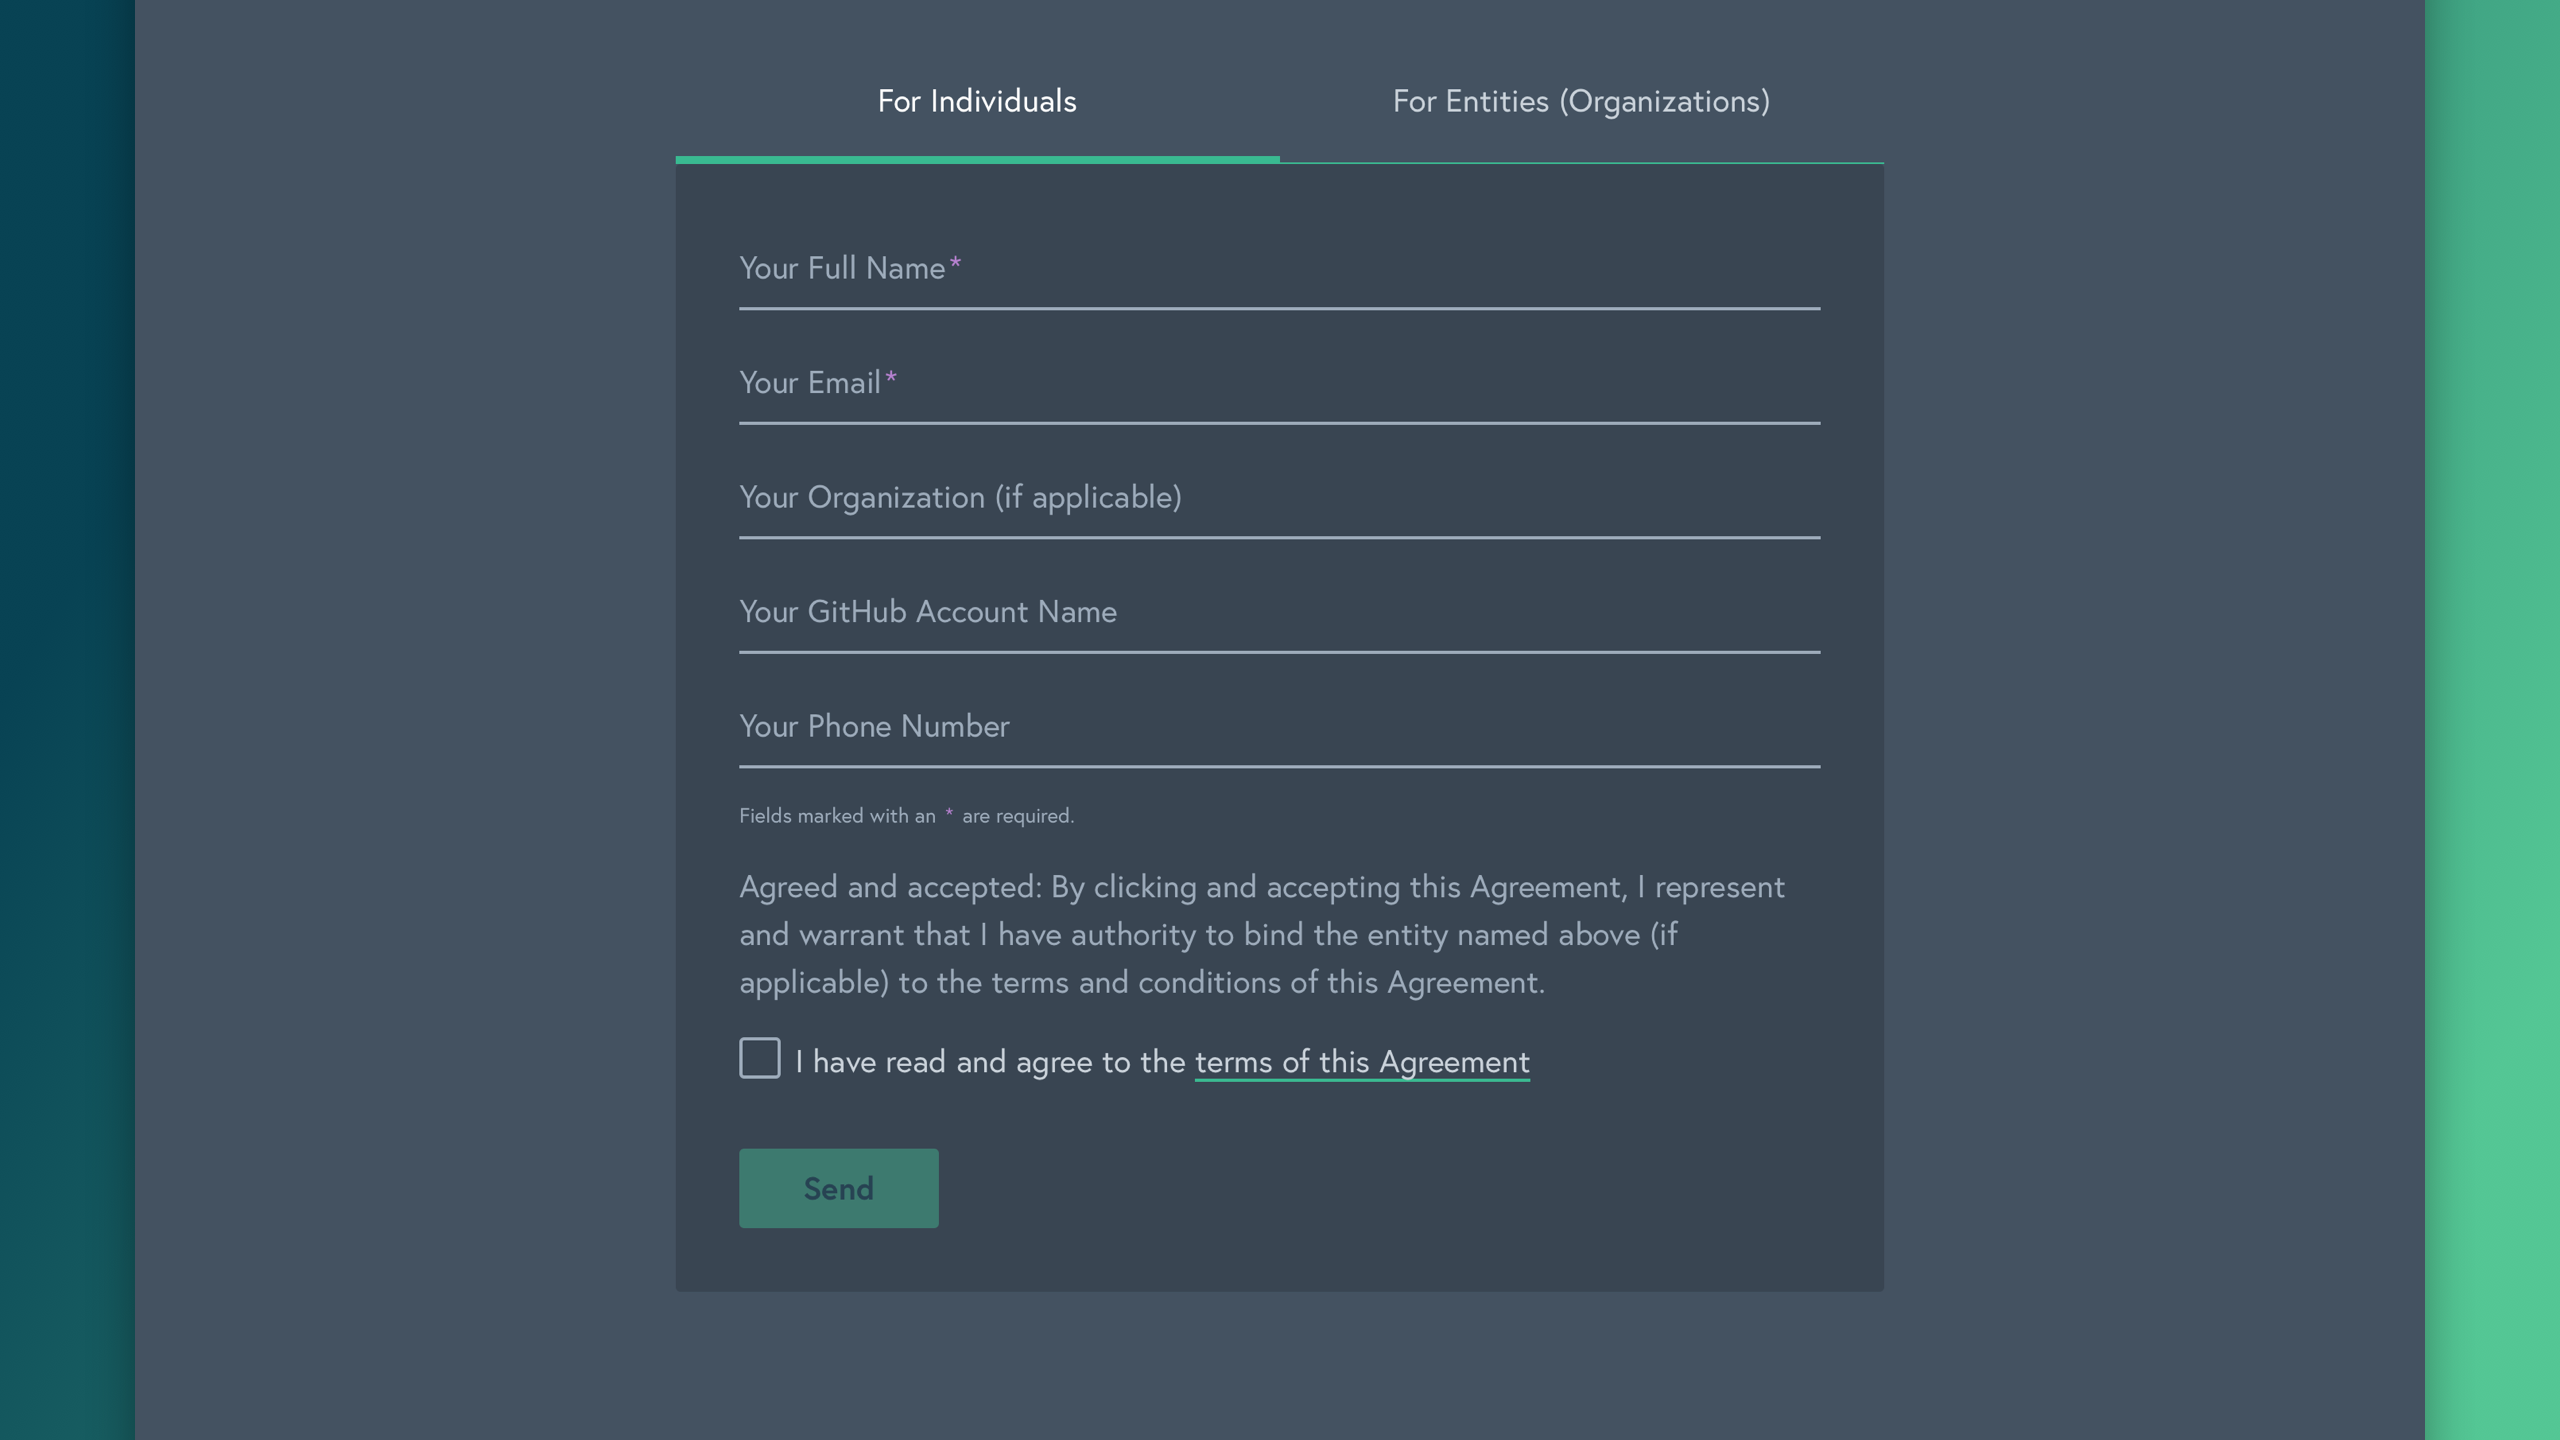 For Individuals
For Entities (Organizations)
Your Full Name*
Your Email*
Your Organization (if applicable)
Your GitHub Account Name
Your Phone Number
Fields marked with an * are required.
Agreed and accepted: By clicking and accepting this Agreement, I represent
and warrant that I have authority to bind the entity named above (if
applicable) to the terms and conditions of this Agreement.
I have read and agree to the terms of this Agreement
Send